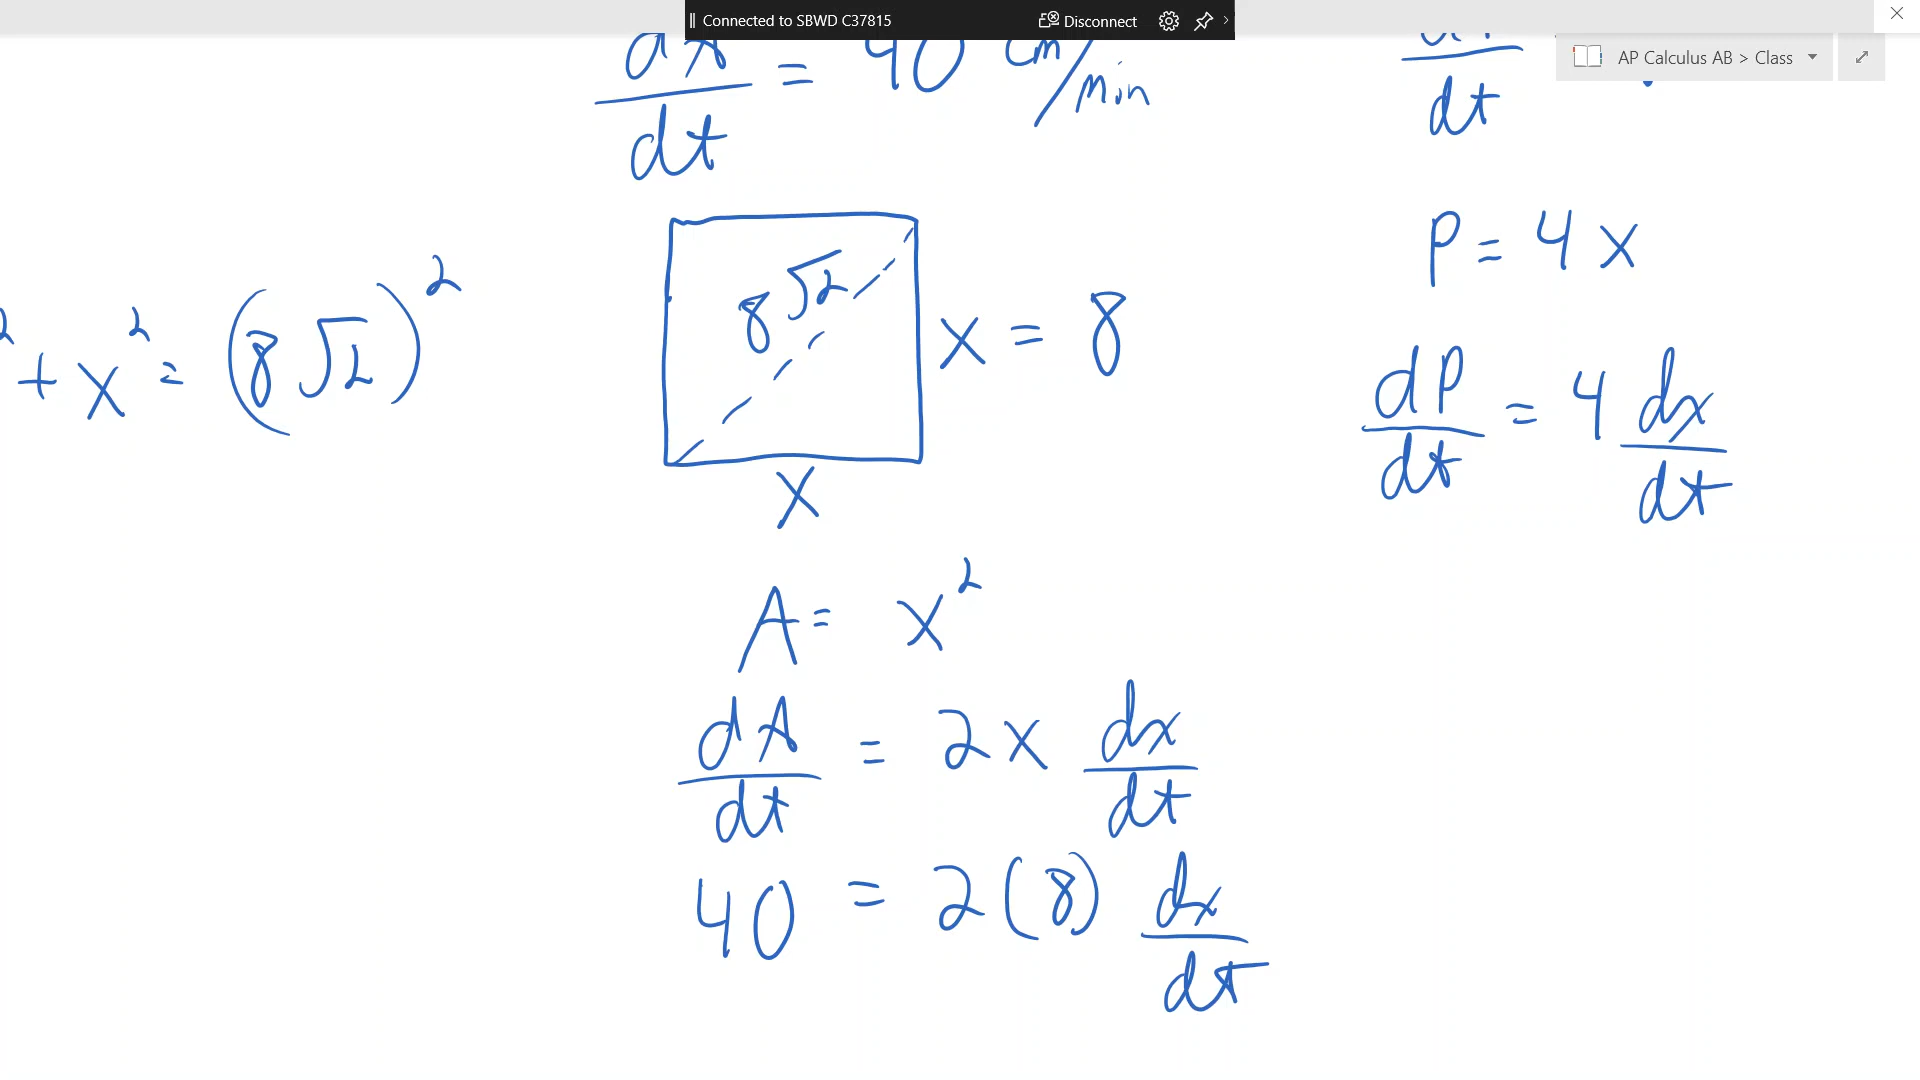 Connected to SBWD C37815 Disconnect
AP Calculus AB > Class
dA/dt = 40 cm/min
dt
P = 4x
x² + x² = (8√2)²
8√2
x = 8
x
dP/dt = 4 dx/dt
A = x²
dA/dt = 2x dx/dt
40 = 2(8) dx/dt